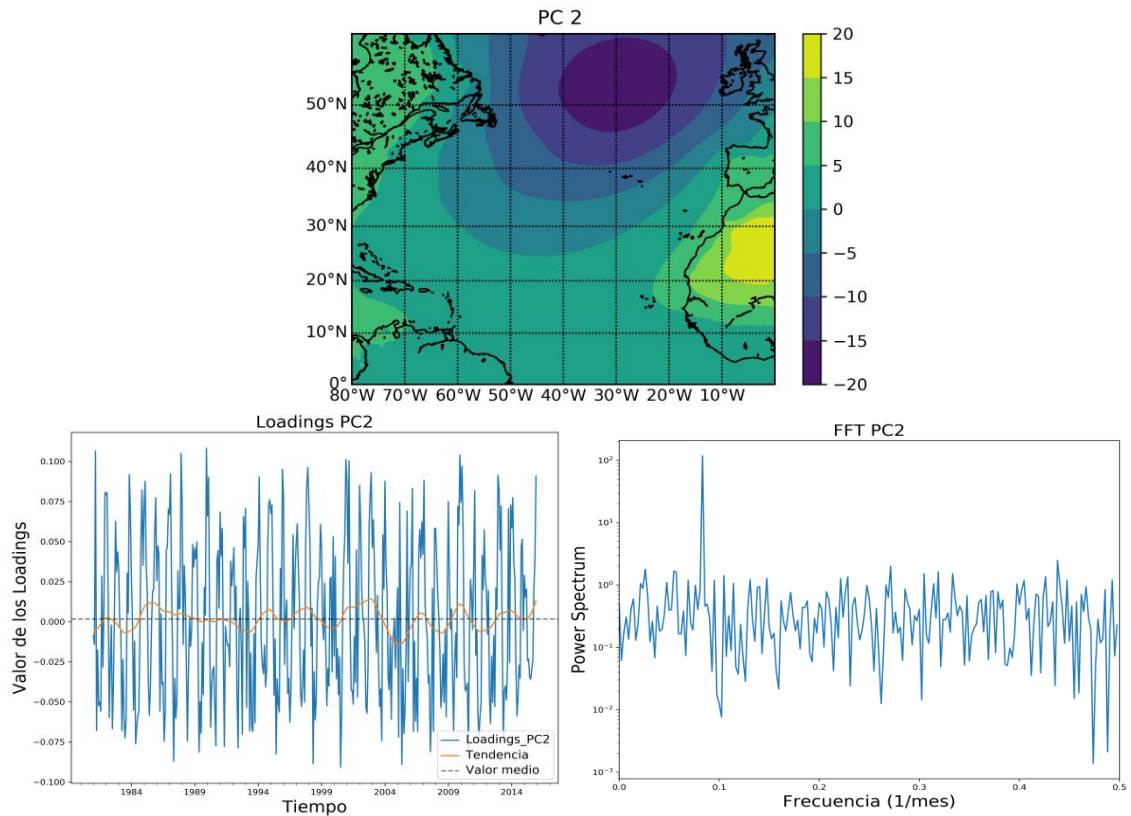 PC 2
50°N
40°N
30°N
20°N
10°N
0°
80°W 70°W 60°W 50°W 40°W 30°W 20°W 10°W
20
15
10
5
0
−5
−10
−15
−20
Loadings PC2
Valor de los Loadings
0.100
0.075
0.050
0.025
0.000
−0.025
−0.050
−0.075
−0.100
Loadings_PC2
Tendencia
Valor medio
1984 1989 1994 1999 2004 2009 2014
Tiempo
FFT PC2
Power Spectrum
10²
10¹
10⁰
10⁻¹
10⁻²
10⁻³
0.0 0.1 0.2 0.3 0.4 0.5
Frecuencia (1/mes)